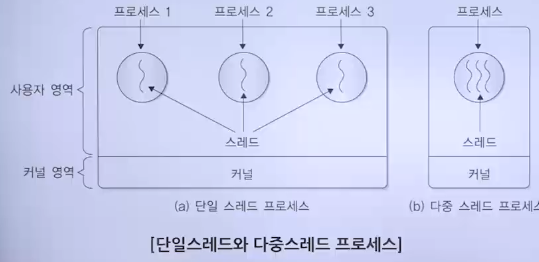 프로세스 1 프로세스 2 프로세스 3 프로세스
사용자 영역
스레드 스레드
커널 영역 커널 커널
(a) 단일 스레드 프로세스 (b) 다중 스레드 프로세스
[단일스레드와 다중스레드 프로세스]